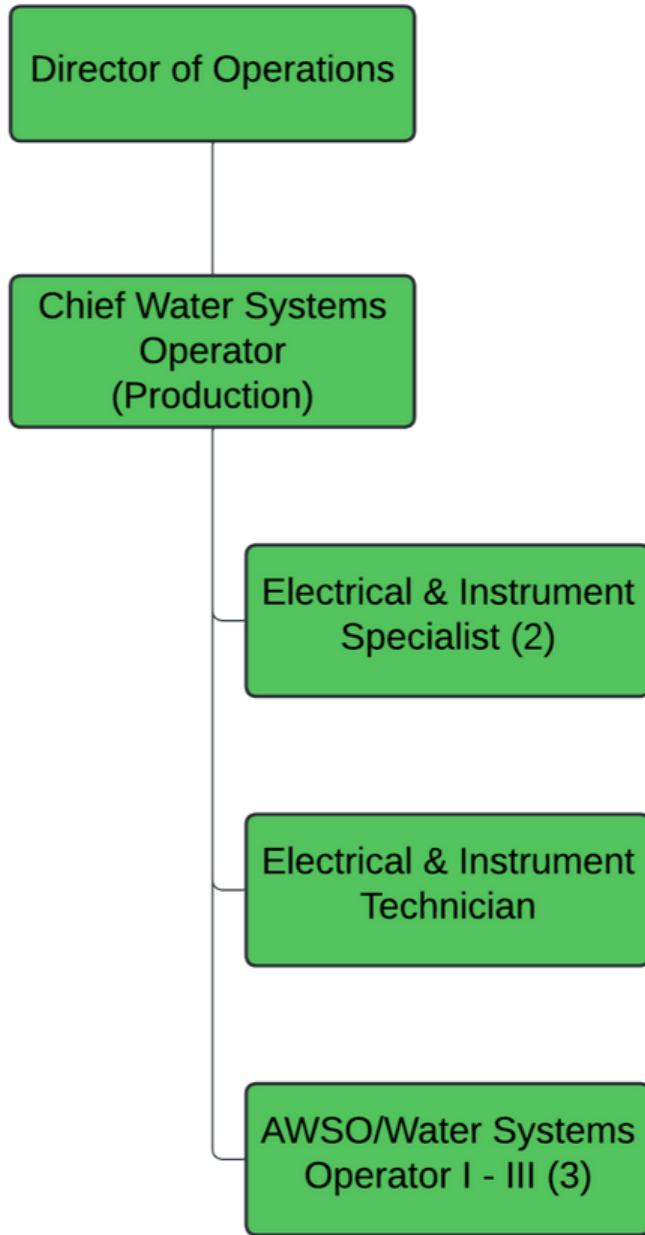 Director of Operations
Chief Water Systems
Operator
(Production)
Electrical & Instrument
Specialist (2)
Electrical & Instrument
Technician
AWSO/Water Systems
Operator I - III (3)